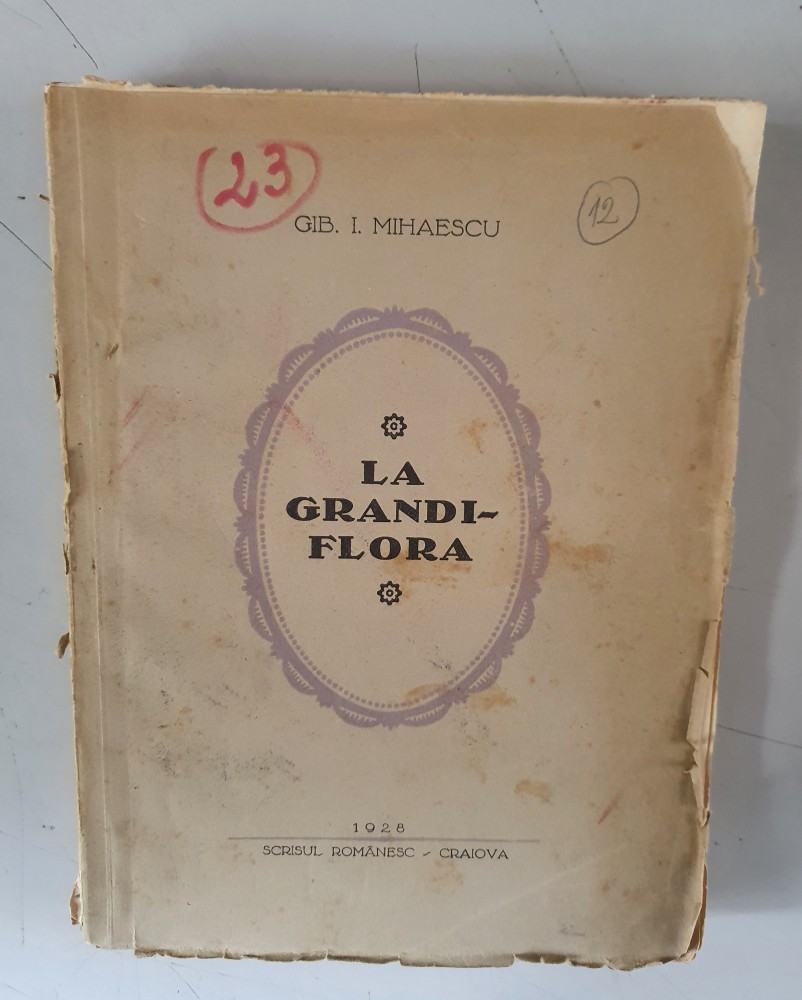 23
12
GIB. I. MIHAESCU
LA
GRANDI-
FLORA
1928
SCRISUL ROMÂNESC - CRAIOVA